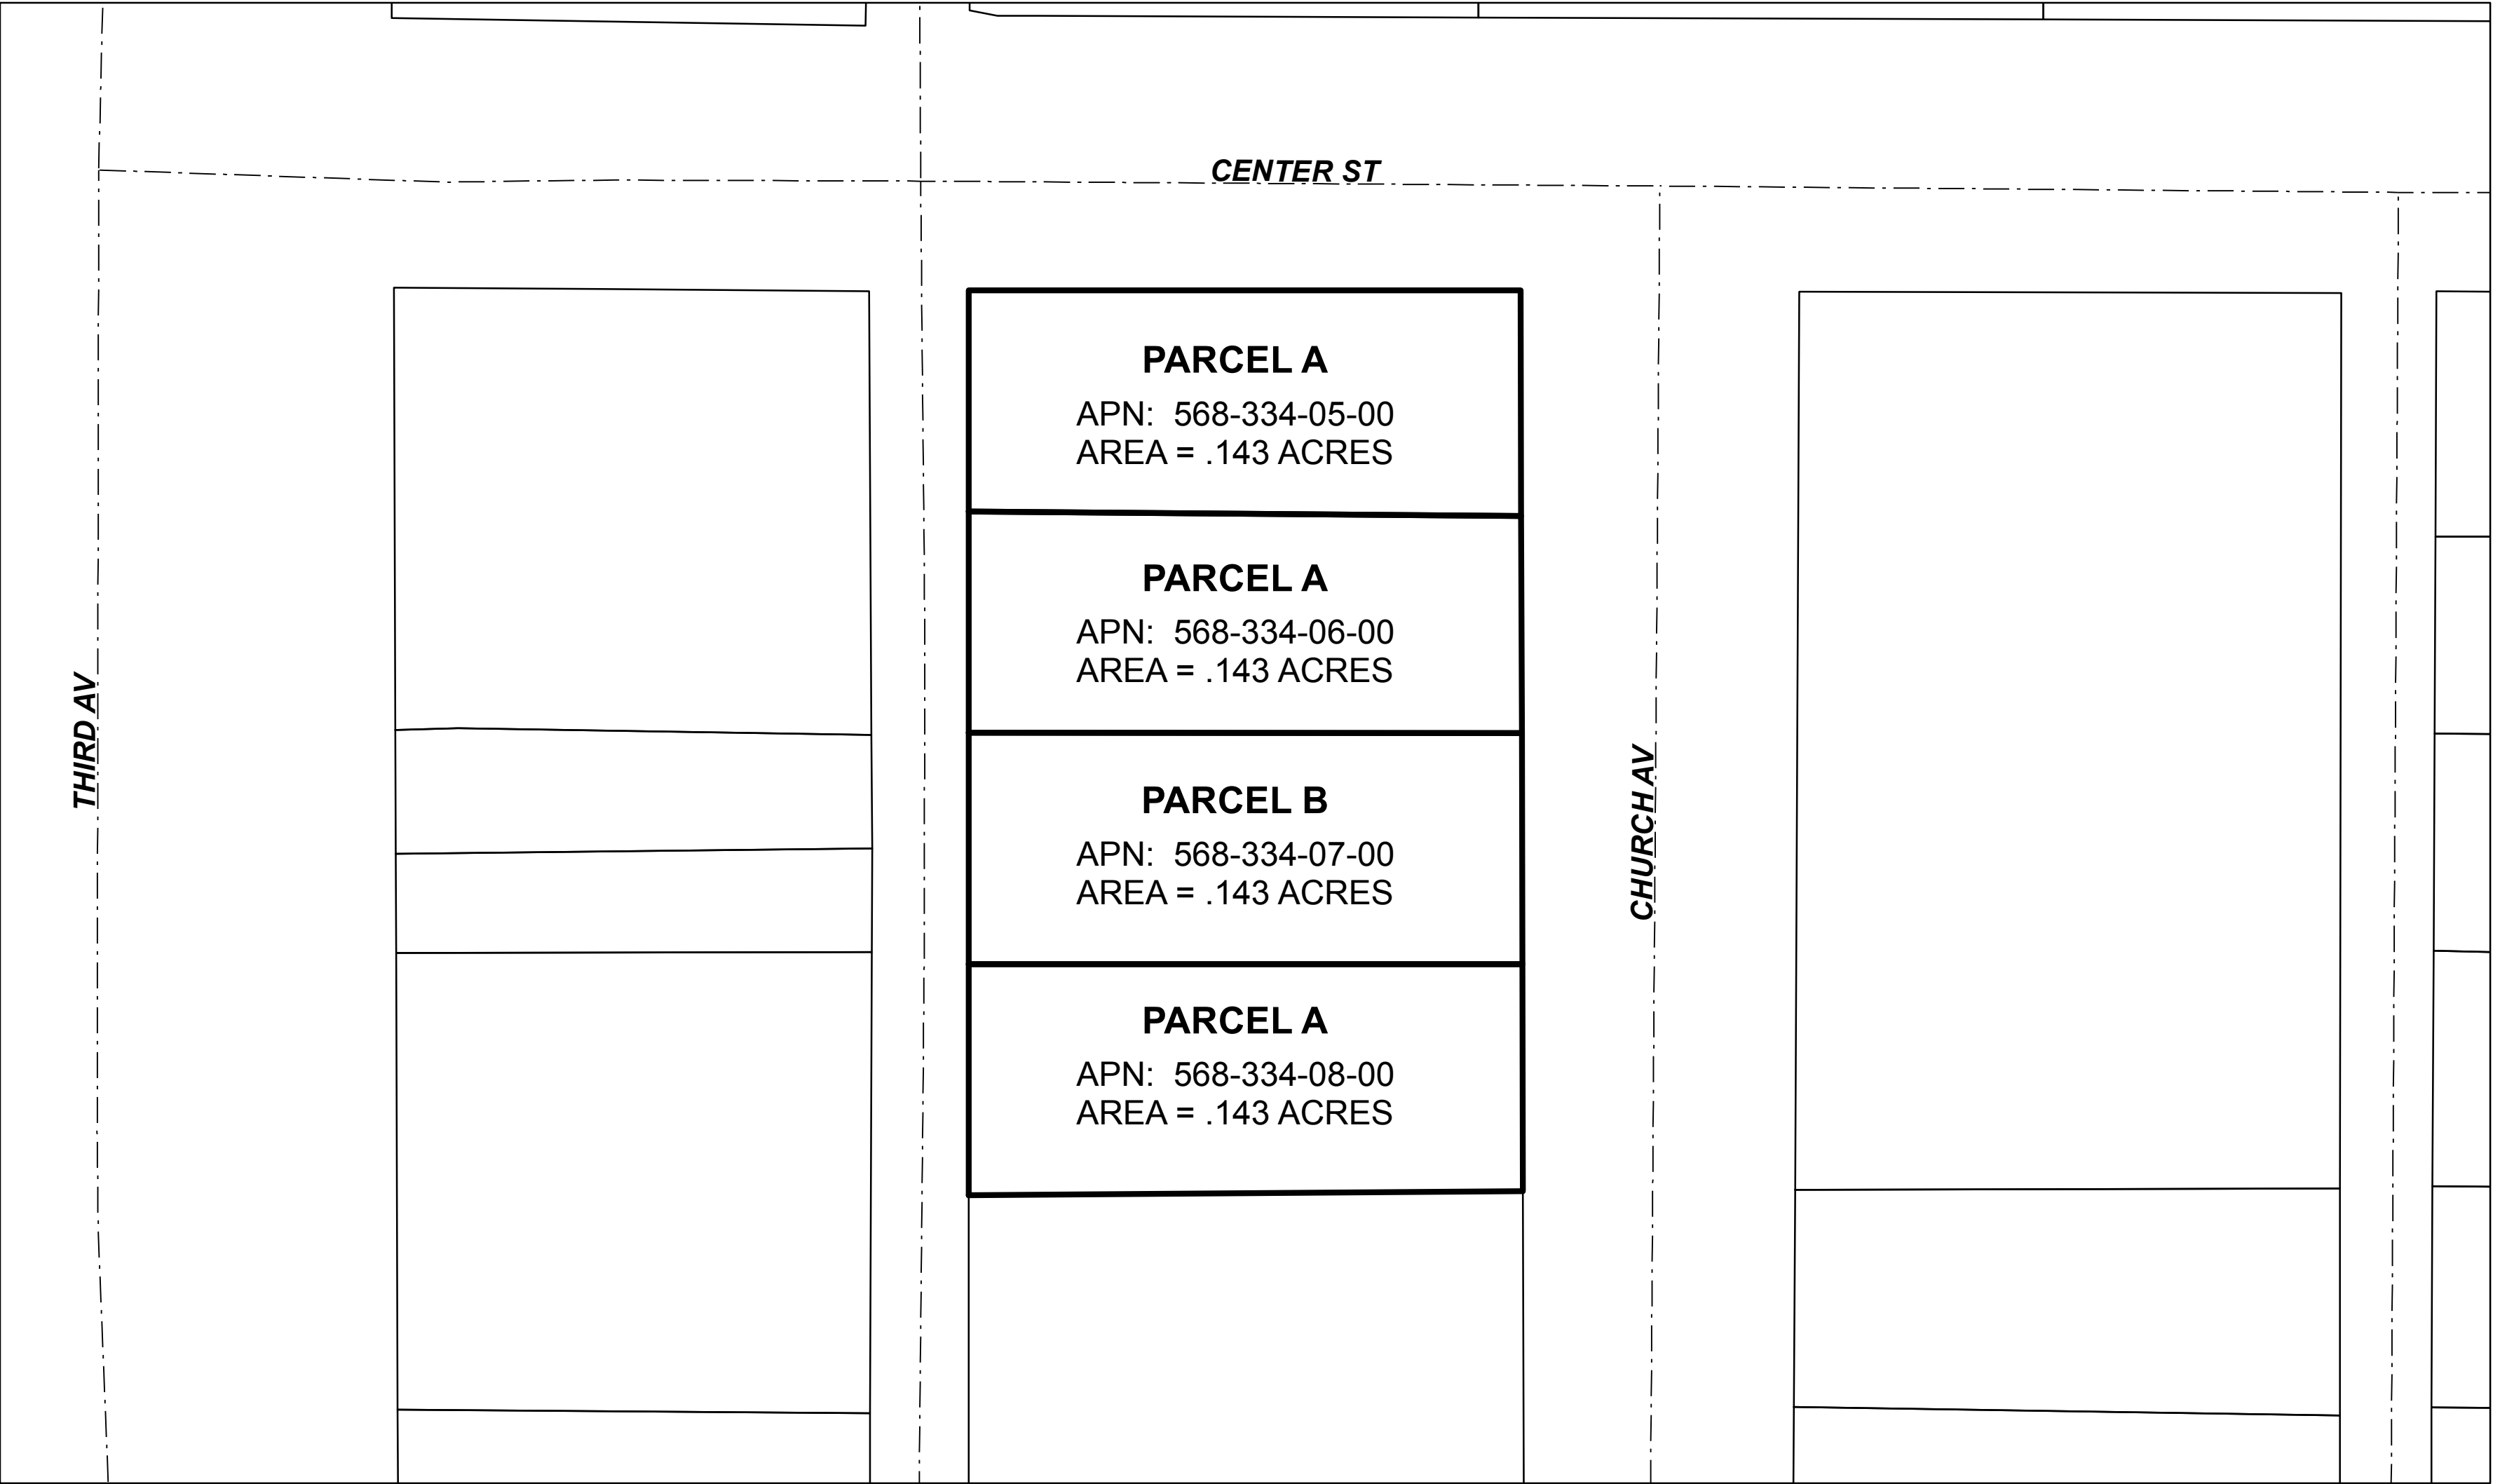 CENTER ST
PARCEL A
APN: 568-334-05-00
AREA = .143 ACRES
PARCEL A
APN: 568-334-06-00
AREA = .143 ACRES
THIRD AV
CHURCH AV
PARCEL B
APN: 568-334-07-00
AREA = .143 ACRES
PARCEL A
APN: 568-334-08-00
AREA = .143 ACRES